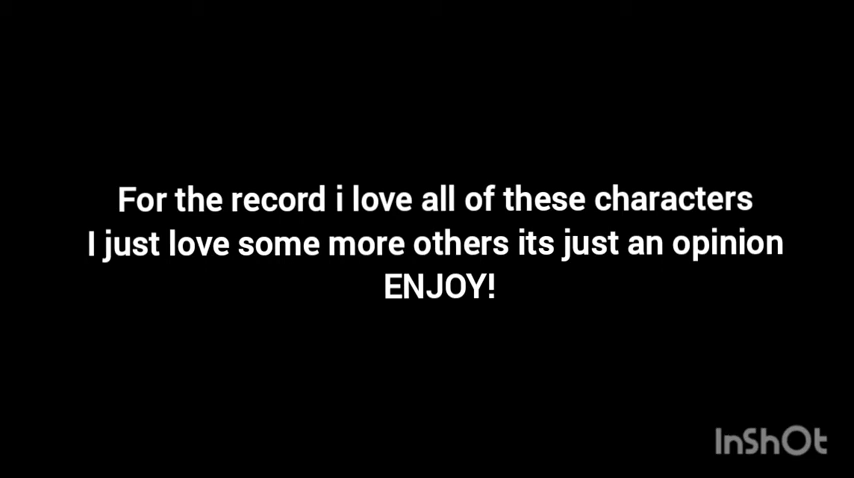 For the record i love all of these characters
I just love some more others its just an opinion
ENJOY!
InShOt